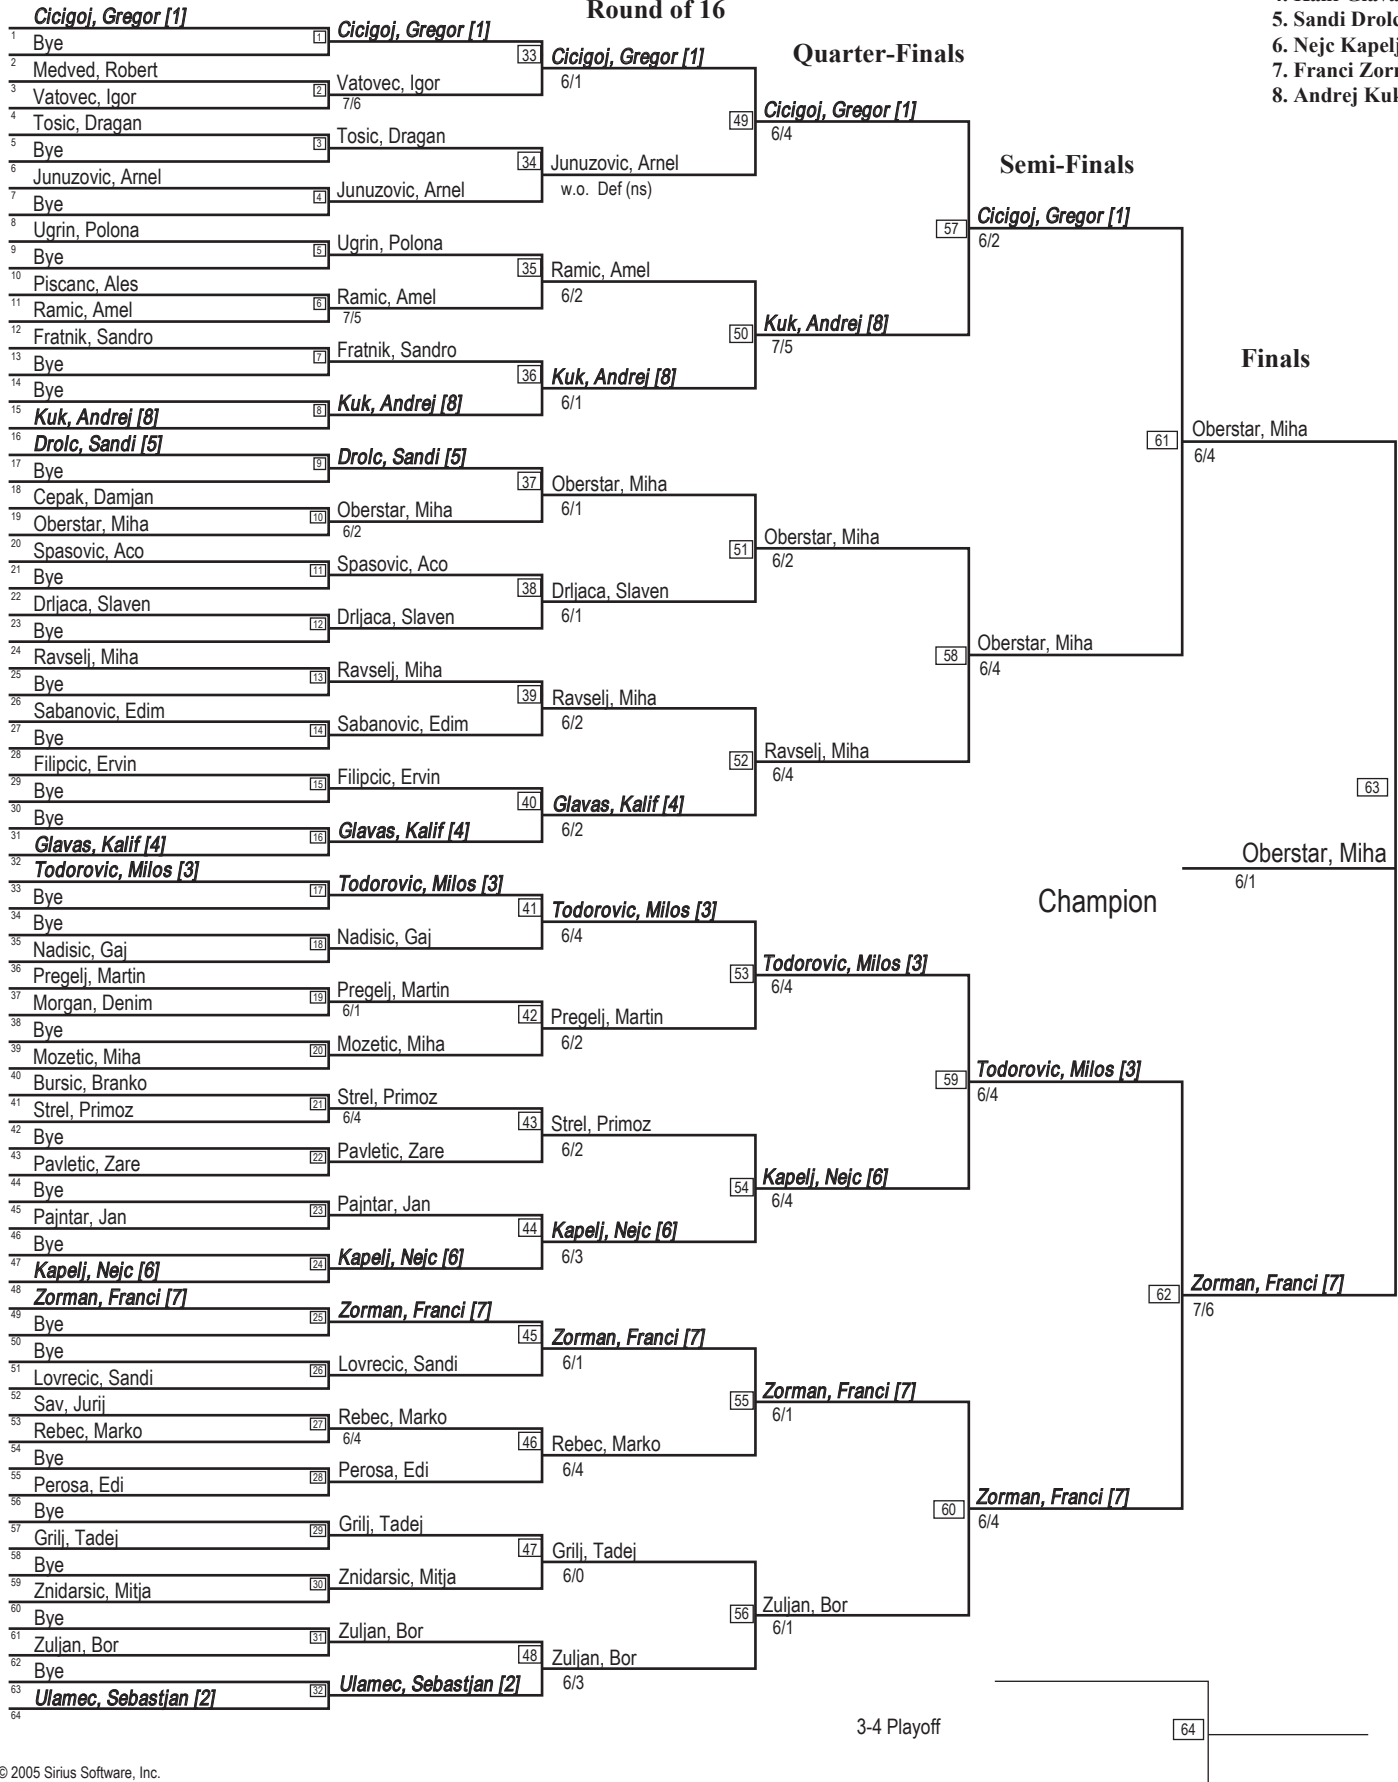 Round of 16
Quarter-Finals
Semi-Finals
Finals
5. Sandi Drolc
6. Nejc Kapelj
7. Franci Zor
8. Andrej Kuk
Cicigoj, Gregor [1]
1
Bye
2
Medved, Robert
3
Vatovec, Igor
4
Tosic, Dragan
5
Bye
6
Junuzovic, Arnel
7
Bye
8
Ugrin, Polona
9
Bye
10
Piscanc, Ales
11
Ramic, Amel
12
Fratnik, Sandro
13
Bye
14
Bye
15
Kuk, Andrej [8]
16
Drolc, Sandi [5]
17
Bye
18
Cepak, Damjan
19
Oberstar, Miha
20
Spasovic, Aco
21
Bye
22
Drljaca, Slaven
23
Bye
24
Ravselj, Miha
25
Bye
26
Sabanovic, Edim
27
Bye
28
Filipcic, Ervin
29
Bye
30
Bye
31
Glavas, Kalif [4]
32
Todorovic, Milos [3]
33
Bye
34
Bye
35
Nadisic, Gaj
36
Pregelj, Martin
37
Morgan, Denim
38
Bye
39
Mozetic, Miha
40
Bursic, Branko
41
Strel, Primoz
42
Bye
43
Pavletic, Zare
44
Bye
45
Pajntar, Jan
46
Bye
47
Kapelj, Nejc [6]
48
Zorman, Franci [7]
49
Bye
50
Bye
51
Lovrecic, Sandi
52
Sav, Jurij
53
Rebec, Marko
54
Bye
55
Perosa, Edi
56
Bye
57
Grilj, Tadej
58
Bye
59
Znidarsic, Mitja
60
Bye
61
Zuljan, Bor
62
Bye
63
Ulamec, Sebastjan [2]
64
1 Cicigoj, Gregor [1]
2 Vatovec, Igor
7/6
3 Tosic, Dragan
4 Junuzovic, Arnel
5 Ugrin, Polona
6 Ramic, Amel
7/5
7 Fratnik, Sandro
8 Kuk, Andrej [8]
9 Drolc, Sandi [5]
10 Oberstar, Miha
6/2
11 Spasovic, Aco
12 Drljaca, Slaven
13 Ravselj, Miha
14 Sabanovic, Edim
15 Filipcic, Ervin
16 Glavas, Kalif [4]
17 Todorovic, Milos [3]
18 Nadisic, Gaj
19 Pregelj, Martin
6/1
20 Mozetic, Miha
21 Strel, Primoz
6/4
22 Pavletic, Zare
23 Pajntar, Jan
24 Kapelj, Nejc [6]
25 Zorman, Franci [7]
26 Lovrecic, Sandi
27 Rebec, Marko
6/4
28 Perosa, Edi
29 Grilj, Tadej
30 Znidarsic, Mitja
31 Zuljan, Bor
32 Ulamec, Sebastjan [2]
33 Cicigoj, Gregor [1]
6/1
34 Junuzovic, Arnel
w.o. Def (ns)
35 Ramic, Amel
6/2
36 Kuk, Andrej [8]
6/1
37 Oberstar, Miha
6/1
38 Drljaca, Slaven
6/1
39 Ravselj, Miha
6/2
40 Glavas, Kalif [4]
6/2
41 Todorovic, Milos [3]
6/4
42 Pregelj, Martin
6/2
43 Strel, Primoz
6/2
44 Kapelj, Nejc [6]
6/3
45 Zorman, Franci [7]
6/1
46 Rebec, Marko
6/4
47 Grilj, Tadej
6/0
48 Zuljan, Bor
6/3
49 Cicigoj, Gregor [1]
6/4
50 Kuk, Andrej [8]
7/5
51 Oberstar, Miha
6/2
52 Ravselj, Miha
6/4
53 Todorovic, Milos [3]
6/4
54 Kapelj, Nejc [6]
6/4
55 Zorman, Franci [7]
6/1
56 Zuljan, Bor
6/1
57 Cicigoj, Gregor [1]
6/2
58 Oberstar, Miha
6/4
59 Todorovic, Milos [3]
6/4
60 Zorman, Franci [7]
6/4
61 Oberstar, Miha
6/4
62 Zorman, Franci [7]
7/6
63
Oberstar, Miha
6/1
Champion
3-4 Playoff
64
© 2005 Sirius Software, Inc.